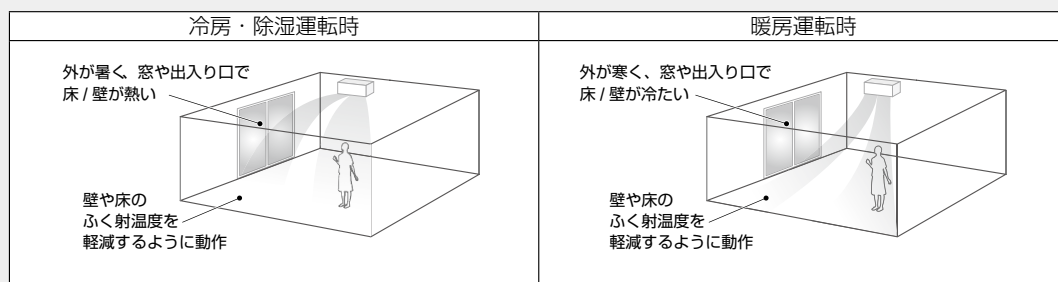 冷房・除湿運転時
外が暑く、窓や出入り口で
床/壁が熱い
壁や床の
ふく射温度を
軽減するように動作
暖房運転時
外が寒く、窓や出入り口で
床/壁が冷たい
壁や床の
ふく射温度を
軽減するように動作